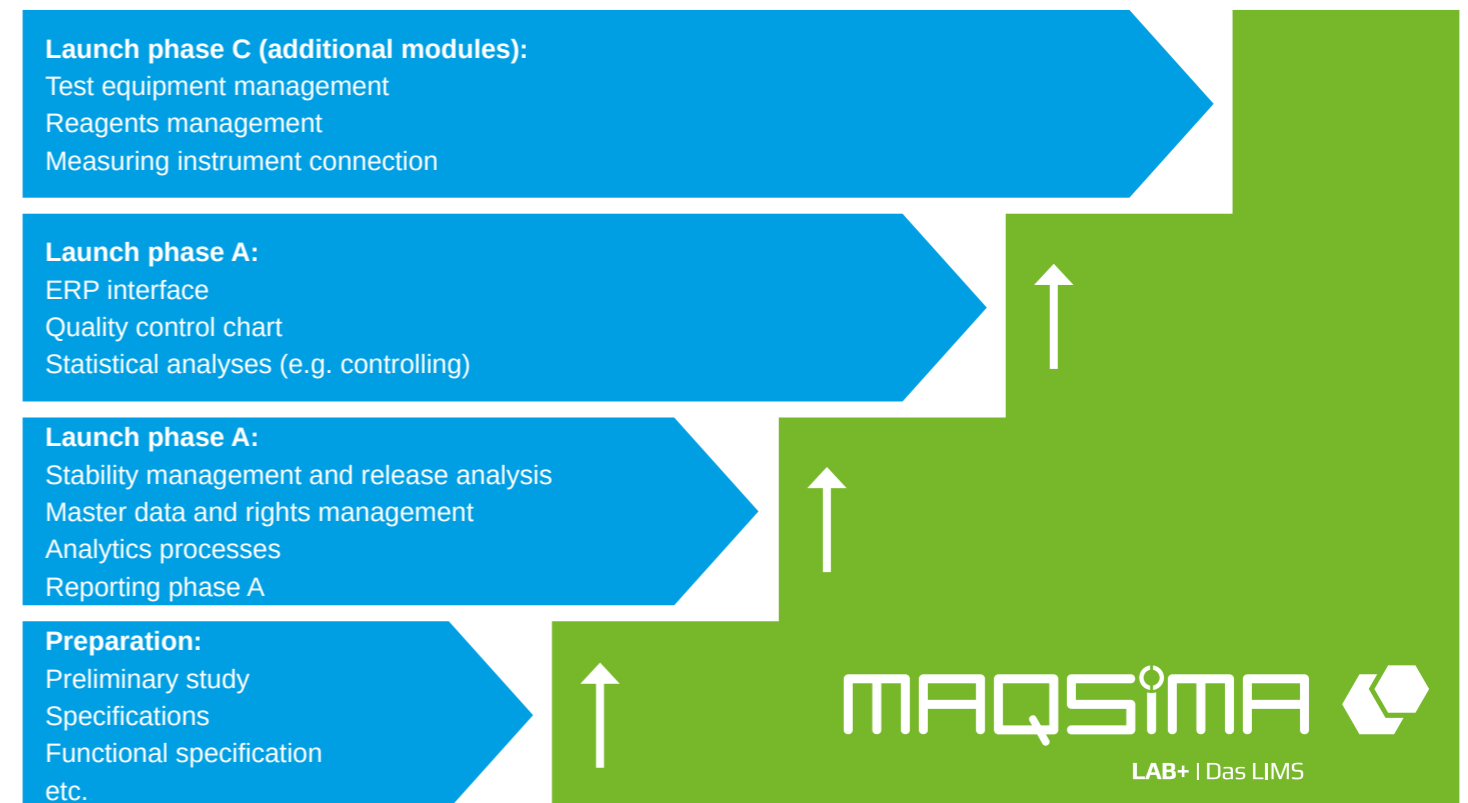 Launch phase C (additional modules):
Test equipment management
Reagents management
Measuring instrument connection
Launch phase A:
ERP interface
Quality control chart
Statistical analyses (e.g. controlling)
Launch phase A:
Stability management and release analysis
Master data and rights management
Analytics processes
Reporting phase A
Preparation:
Preliminary study
Specifications
Functional specification
etc.
MAQSiMA
LAB+ | Das LIMS